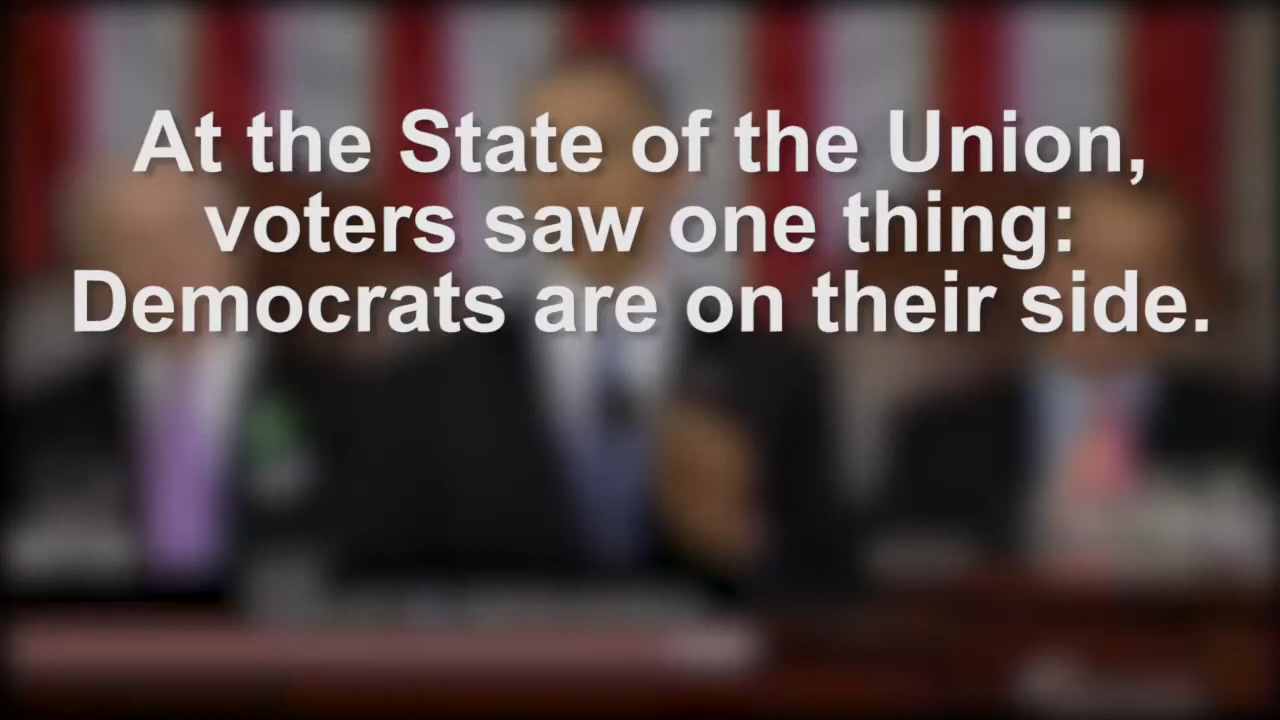 At the State of the Union,
voters saw one thing:
Democrats are on their side.